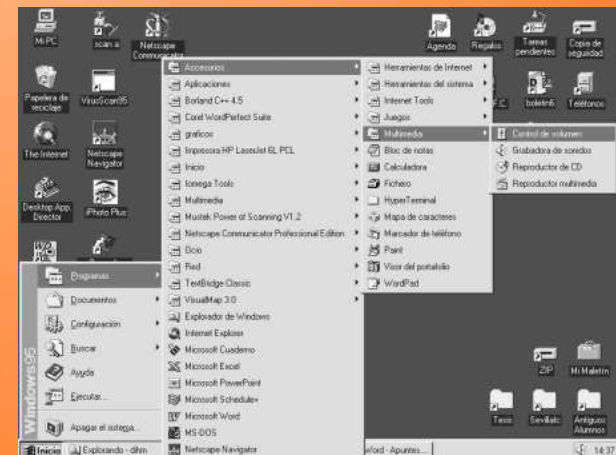 Mi PC
scan a
Netscape
Communicator
Agenda
Regalos
Tareas
pendientes
Copia de
seguridad
Papelera de
reciclaje
VirusScan95
boletin6
Teléfonos
The Internet
Netscape
Navigator
Desktop App.
Director
iPhoto Plus
Programas
Documentos
Configuración
Buscar
Ayuda
Ejecutar...
Apagar el sistema...
Windows95
Accesorios
Aplicaciones
Borland C++ 4.5
Corel WordPerfect Suite
graficos
Impresora HP LaserJet 6L PCL
Inicio
Iomega Tools
Multimedia
Mustek Power of Scanning V1.2
Netscape Communicator Professional Edition
Ocio
Red
TextBridge Classic
VisualMap 3.0
Explorador de Windows
Internet Explorer
Microsoft Cuaderno
Microsoft Excel
Microsoft PowerPoint
Microsoft Schedule+
Microsoft Word
MS-DOS
Netscape Navigator
Herramientas de Internet
Herramientas del sistema
Internet Tools
Juegos
Multimedia
Bloc de notas
Calculadora
Fichero
HyperTerminal
Mapa de caracteres
Marcador de teléfono
Paint
Visor del portafolio
WordPad
Control de volumen
Grabadora de sonidos
Reproductor de CD
Reproductor multimedia
ZIP
Mi Maletín
Tess
Sevillalc
Antiguos
Alumnos
Inicio
Explorando - dihm
Word - Apuntes...
14:37